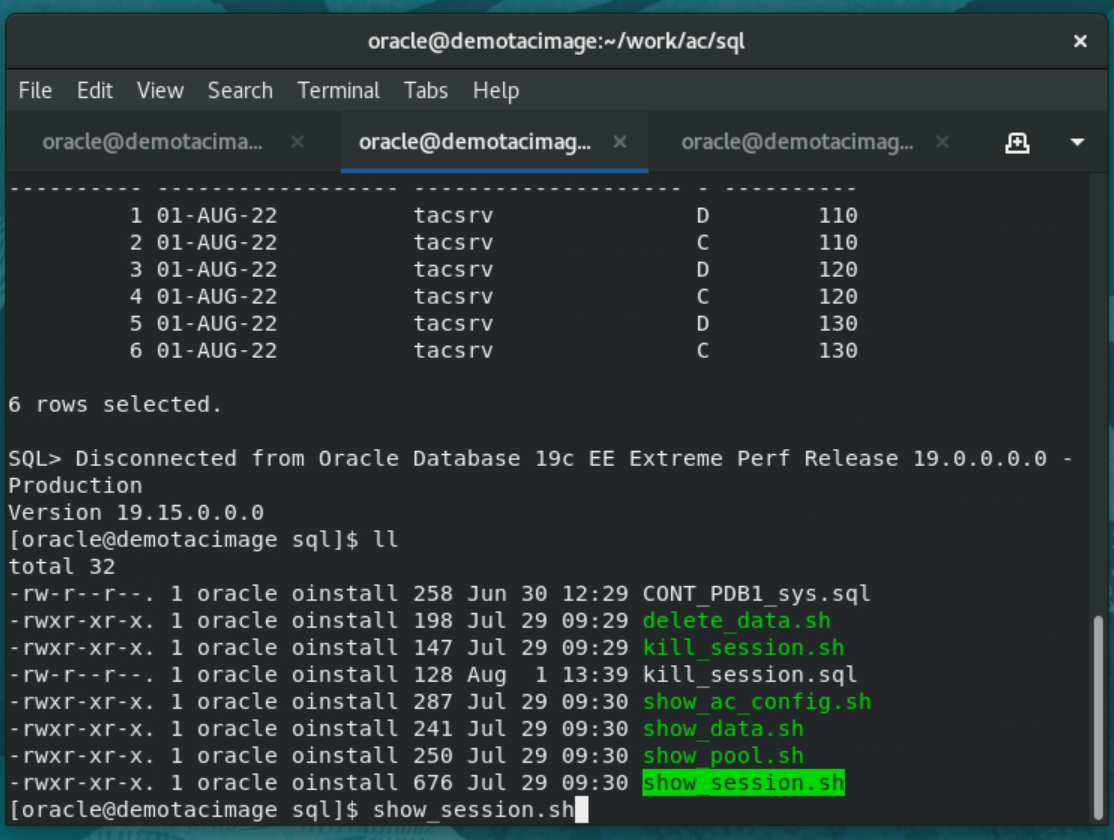 oracle@demotacimage:~/work/ac/sql ×
File Edit View Search Terminal Tabs Help
oracle@demotacima... × oracle@demotacimag... × oracle@demotacimag... ×
---------- ------------------ -------------------- - ----------
         1 01-AUG-22          tacsrv               D        110
         2 01-AUG-22          tacsrv               C        110
         3 01-AUG-22          tacsrv               D        120
         4 01-AUG-22          tacsrv               C        120
         5 01-AUG-22          tacsrv               D        130
         6 01-AUG-22          tacsrv               C        130
6 rows selected.
SQL> Disconnected from Oracle Database 19c EE Extreme Perf Release 19.0.0.0.0 -
Production
Version 19.15.0.0.0
[oracle@demotacimage sql]$ ll
total 32
-rw-r--r--. 1 oracle oinstall 258 Jun 30 12:29 CONT_PDB1_sys.sql
-rwxr-xr-x. 1 oracle oinstall 198 Jul 29 09:29 delete_data.sh
-rwxr-xr-x. 1 oracle oinstall 147 Jul 29 09:29 kill_session.sh
-rw-r--r--. 1 oracle oinstall 128 Aug  1 13:39 kill_session.sql
-rwxr-xr-x. 1 oracle oinstall 287 Jul 29 09:30 show_ac_config.sh
-rwxr-xr-x. 1 oracle oinstall 241 Jul 29 09:30 show_data.sh
-rwxr-xr-x. 1 oracle oinstall 250 Jul 29 09:30 show_pool.sh
-rwxr-xr-x. 1 oracle oinstall 676 Jul 29 09:30 show_session.sh
[oracle@demotacimage sql]$ show_session.sh